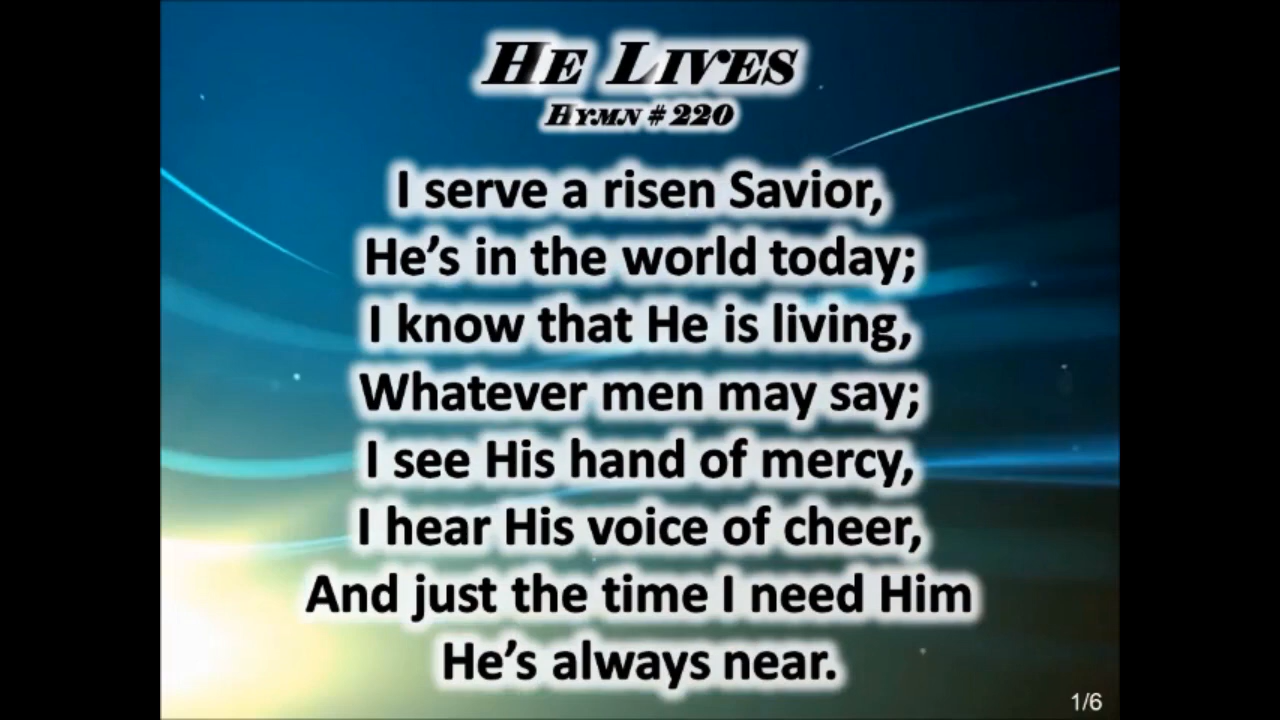 He Lives
Hymn # 220
I serve a risen Savior,
He’s in the world today;
I know that He is living,
Whatever men may say;
I see His hand of mercy,
I hear His voice of cheer,
And just the time I need Him
He’s always near.
1/6